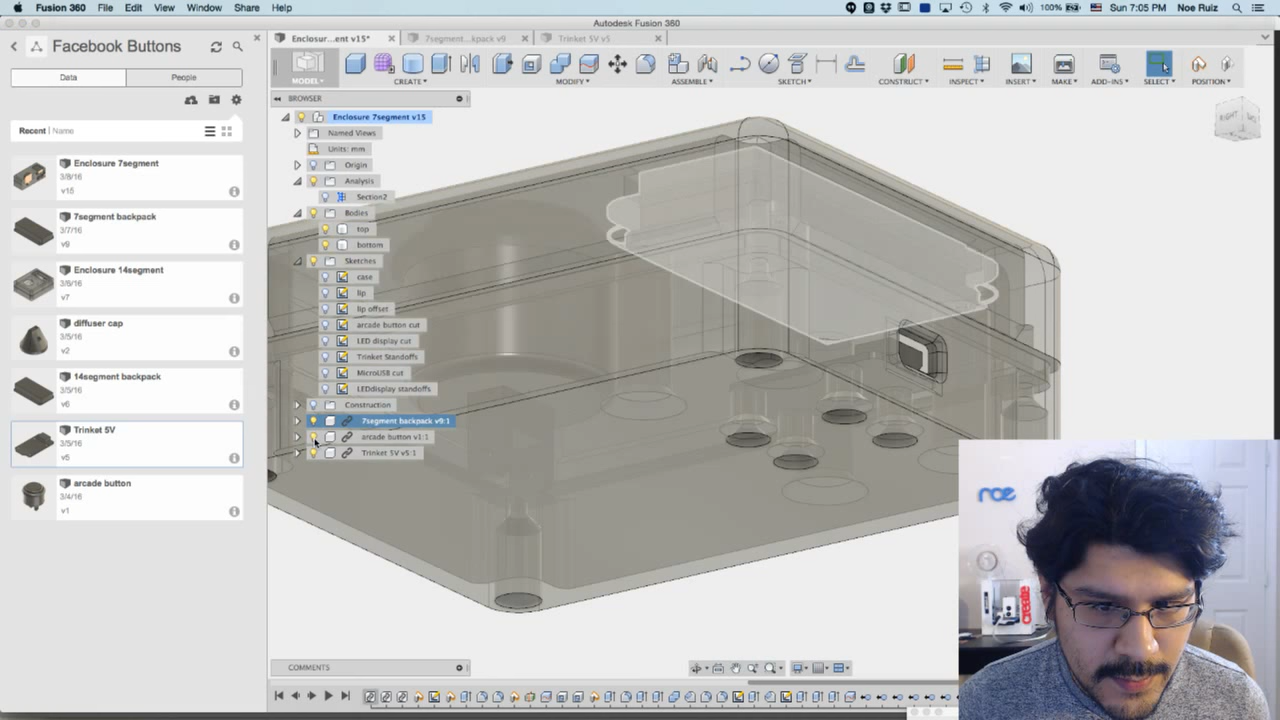 Fusion 360 File Edit View Window Share Help
100% Sun 7:05 PM Noe Ruiz
Autodesk Fusion 360
Facebook Buttons
Enclosur...ent v15*
7segment...kpack v9
Trinket 5V v5
Data People
MODEL
CREATE
MODIFY
ASSEMBLE
SKETCH
CONSTRUCT
INSPECT
INSERT
MAKE
ADD-INS
SELECT
POSITION
BROWSER
Recent | Name
Enclosure 7segment
3/8/16
v15
7segment backpack
3/7/16
v9
Enclosure 14segment
3/6/16
v7
diffuser cap
3/5/16
v2
14segment backpack
3/5/16
v6
Trinket 5V
3/5/16
v5
arcade button
3/4/16
v1
Enclosure 7segment v15
Named Views
Units: mm
Origin
Analysis
Section2
Bodies
top
bottom
Sketches
case
lip
lip offset
arcade button cut
LED display cut
Trinket Standoffs
MicroUSB cut
LEDdisplay standoffs
Construction
7segment backpack v9:1
arcade button v1:1
Trinket 5V v5:1
RIGHT
COMMENTS